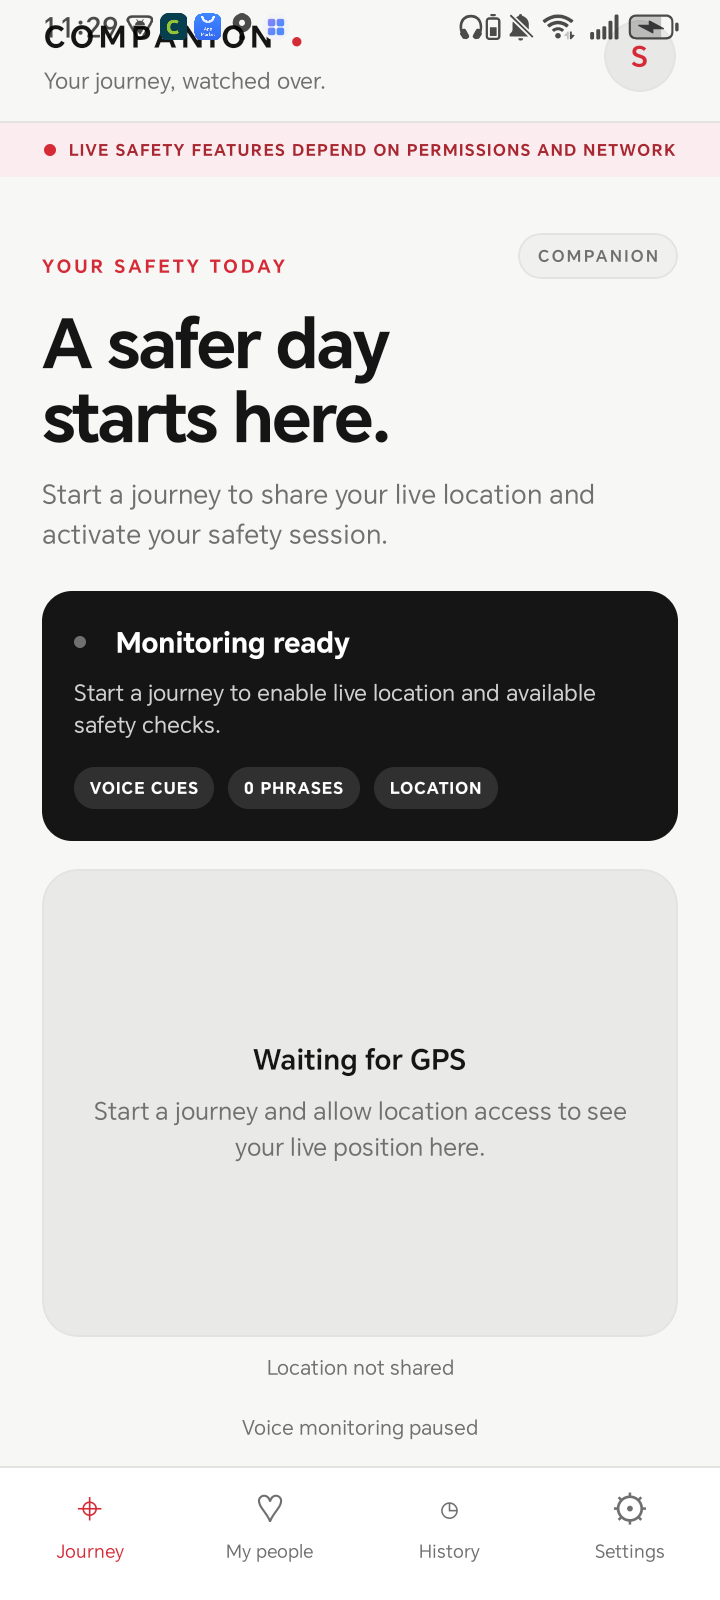 11:29
COMPANION
S
Your journey, watched over.
LIVE SAFETY FEATURES DEPEND ON PERMISSIONS AND NETWORK
YOUR SAFETY TODAY
COMPANION
A safer day
starts here.
Start a journey to share your live location and
activate your safety session.
Monitoring ready
Start a journey to enable live location and available
safety checks.
VOICE CUES
0 PHRASES
LOCATION
Waiting for GPS
Start a journey and allow location access to see
your live position here.
Location not shared
Voice monitoring paused
Journey
My people
History
Settings